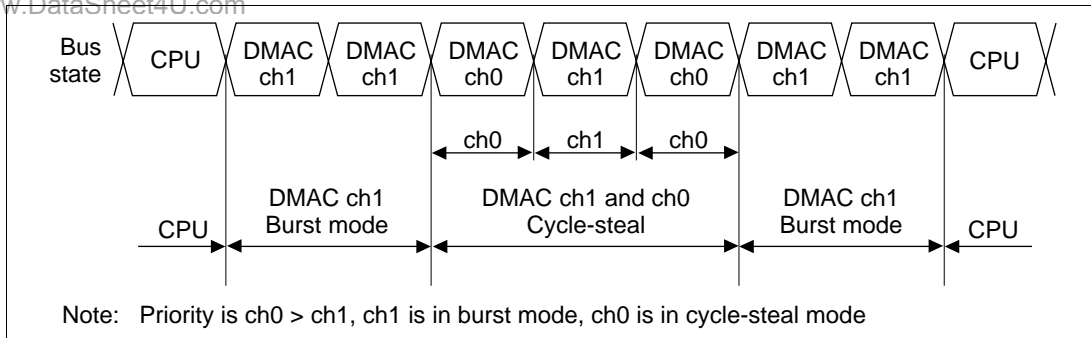 w.DataSheet4U.com
Bus state
CPU
DMAC ch1
DMAC ch1
DMAC ch0
DMAC ch1
DMAC ch0
DMAC ch1
DMAC ch1
CPU
ch0
ch1
ch0
CPU
DMAC ch1
Burst mode
DMAC ch1 and ch0
Cycle-steal
DMAC ch1
Burst mode
CPU
Note: Priority is ch0 > ch1, ch1 is in burst mode, ch0 is in cycle-steal mode